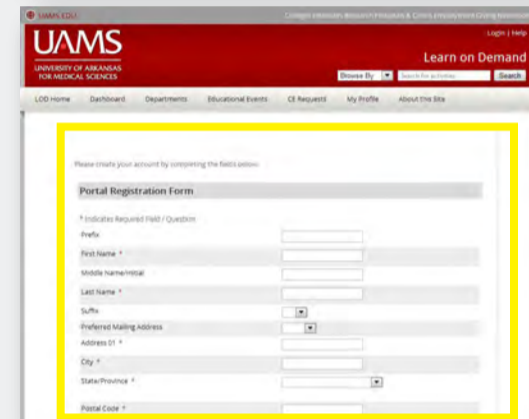 UAMS.EDU
Login | Help
UAMS
UNIVERSITY OF ARKANSAS
FOR MEDICAL SCIENCES
Learn on Demand
Browse By
Search for activities
Search
LOD Home Dashboard Departments Educational Events CE Requests My Profile About this Site
Please create your account by completing the fields below.
Portal Registration Form
* Indicates Required Field / Question
Prefix
First Name *
Middle Name/Initial
Last Name *
Suffix
Preferred Mailing Address
Address 01 *
City *
State/Province *
Postal Code *